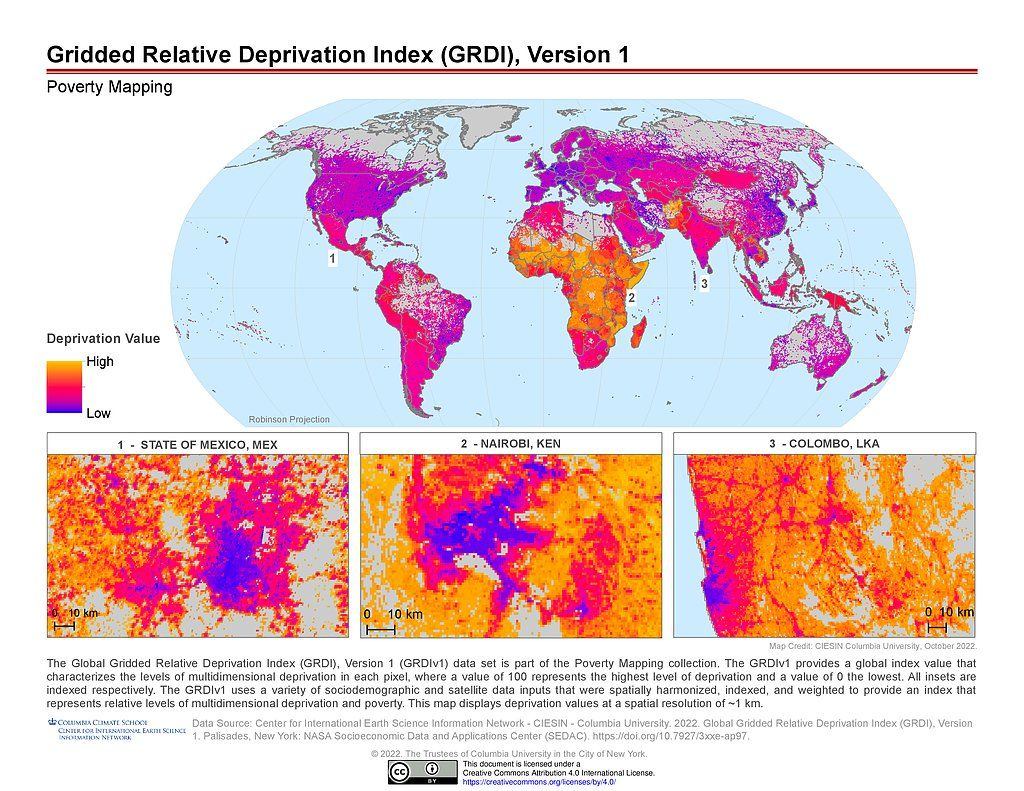 Gridded Relative Deprivation Index (GRDI), Version 1
Poverty Mapping
1
2
3
Deprivation Value
High
Low
Robinson Projection
1 - STATE OF MEXICO, MEX
2 - NAIROBI, KEN
3 - COLOMBO, LKA
0 10 km
0 10 km
0 10 km
Map Credit: CIESIN Columbia University, October 2022.
The Global Gridded Relative Deprivation Index (GRDI), Version 1 (GRDIv1) data set is part of the Poverty Mapping collection. The GRDIv1 provides a global index value that
characterizes the levels of multidimensional deprivation in each pixel, where a value of 100 represents the highest level of deprivation and a value of 0 the lowest. All insets are
indexed respectively. The GRDIv1 uses a variety of sociodemographic and satellite data inputs that were spatially harmonized, indexed, and weighted to provide an index that
represents relative levels of multidimensional deprivation and poverty. This map displays deprivation values at a spatial resolution of ~1 km.
COLUMBIA CLIMATE SCHOOL
CENTER FOR INTERNATIONAL EARTH SCIENCE
INFORMATION NETWORK
Data Source: Center for International Earth Science Information Network - CIESIN - Columbia University. 2022. Global Gridded Relative Deprivation Index (GRDI), Version
1. Palisades, New York: NASA Socioeconomic Data and Applications Center (SEDAC). https://doi.org/10.7927/3xxe-ap97.
© 2022. The Trustees of Columbia University in the City of New York.
cc
BY
This document is licensed under a
Creative Commons Attribution 4.0 International License.
https://creativecommons.org/licenses/by/4.0/